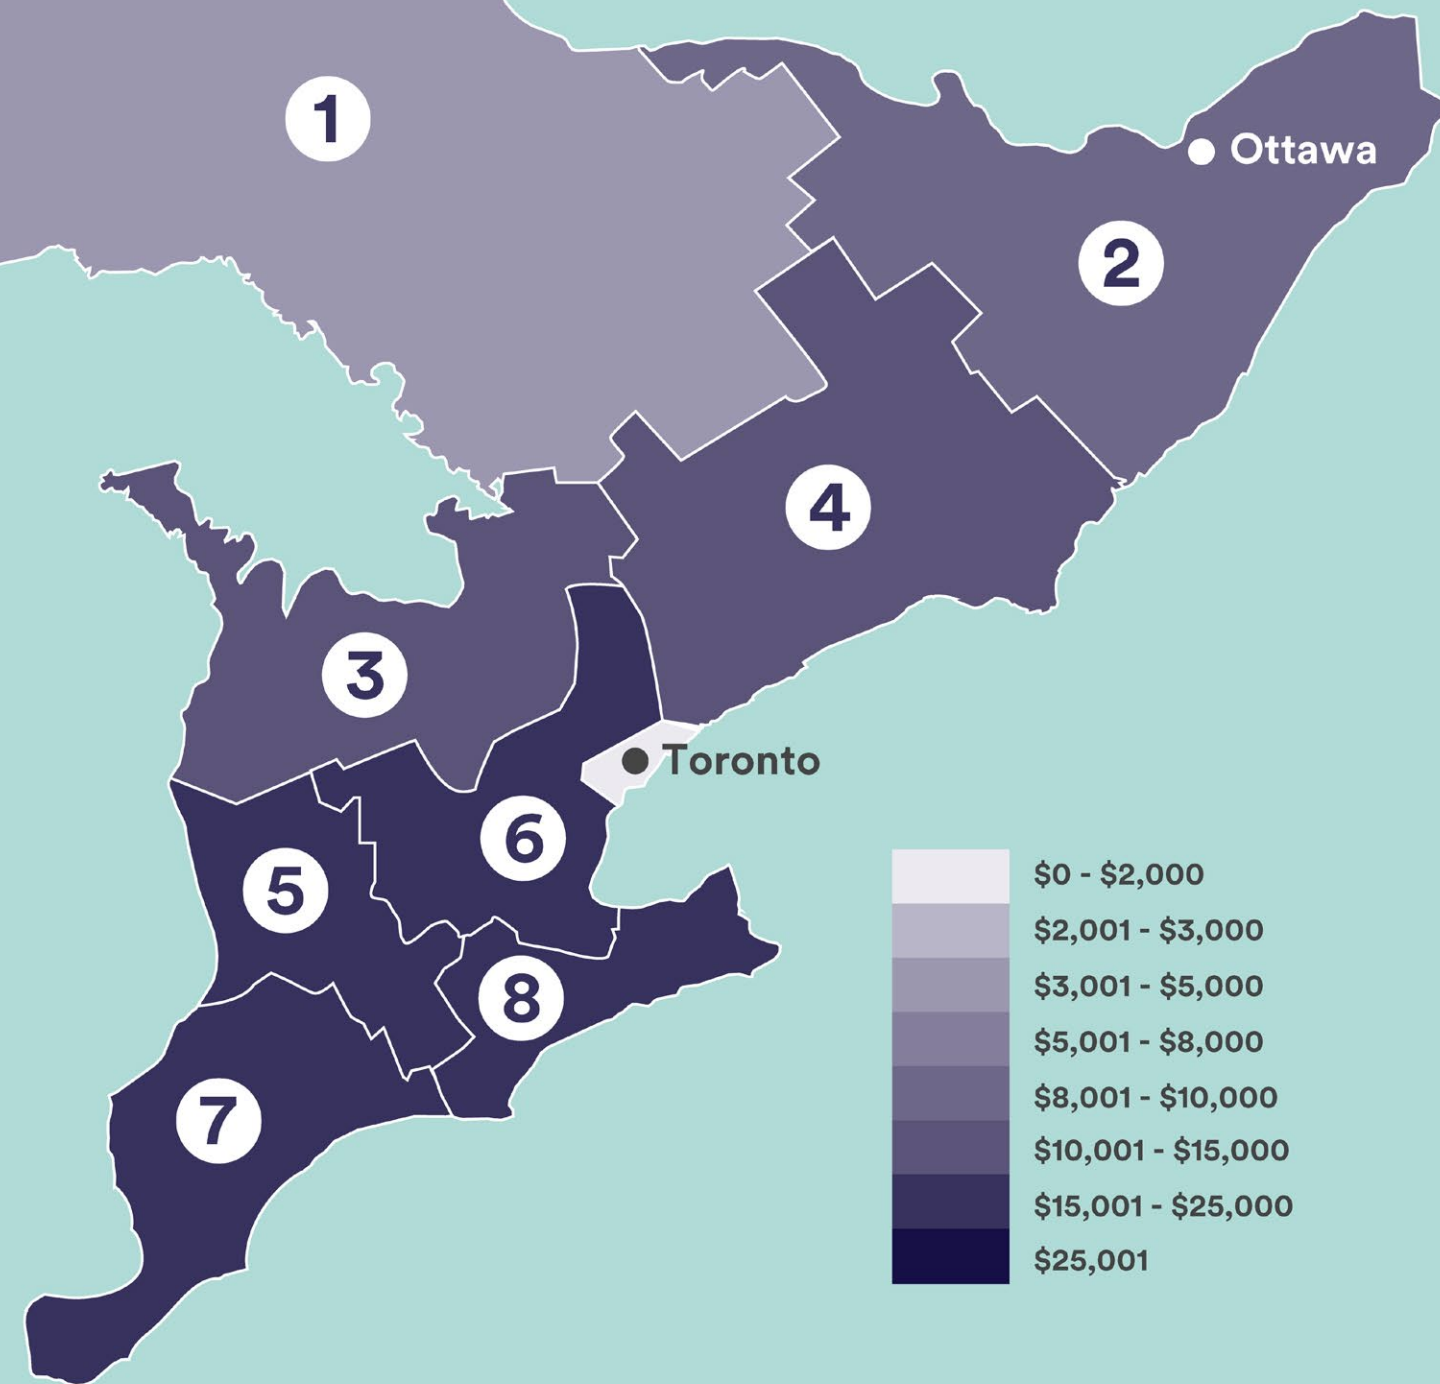 1
Ottawa
2
4
3
Toronto
6
5
8
7
$0 - $2,000
$2,001 - $3,000
$3,001 - $5,000
$5,001 - $8,000
$8,001 - $10,000
$10,001 - $15,000
$15,001 - $25,000
$25,001